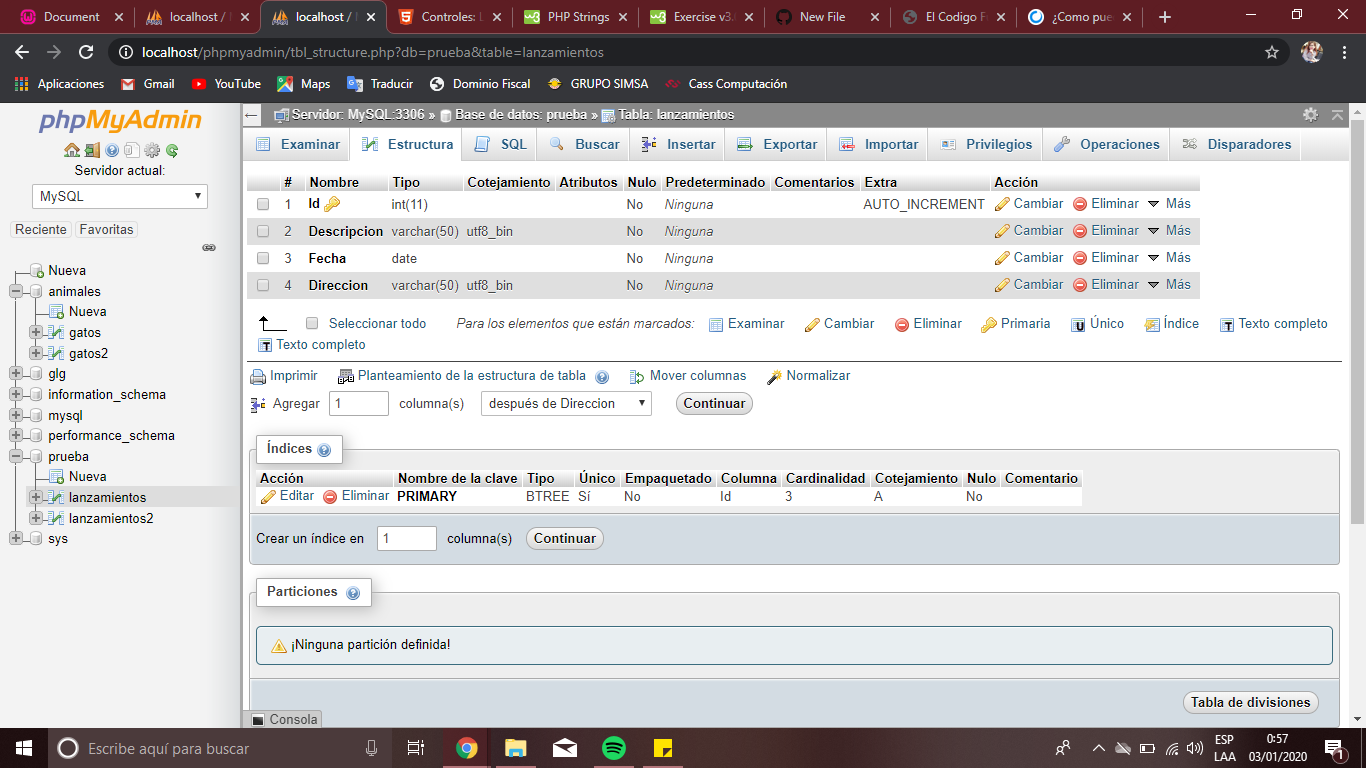 Document
localhost / 
localhost / 
Controles: 
PHP Strings
Exercise v3.
New File
El Codigo F
¿Como pue
localhost/phpmyadmin/tbl_structure.php?db=prueba&table=lanzamientos
Aplicaciones Gmail YouTube Maps Traducir Dominio Fiscal GRUPO SIMSA Cass Computación
phpMyAdmin
Servidor actual:
MySQL
Reciente Favoritas
Nueva
animales
Nueva
gatos
gatos2
glg
information_schema
mysql
performance_schema
prueba
Nueva
lanzamientos
lanzamientos2
sys
Servidor: MySQL:3306 » Base de datos: prueba » Tabla: lanzamientos
Examinar Estructura SQL Buscar Insertar Exportar Importar Privilegios Operaciones Disparadores
# Nombre Tipo Cotejamiento Atributos Nulo Predeterminado Comentarios Extra Acción
1 Id int(11) No Ninguna AUTO_INCREMENT Cambiar Eliminar Más
2 Descripcion varchar(50) utf8_bin No Ninguna Cambiar Eliminar Más
3 Fecha date No Ninguna Cambiar Eliminar Más
4 Direccion varchar(50) utf8_bin No Ninguna Cambiar Eliminar Más
Seleccionar todo Para los elementos que están marcados: Examinar Cambiar Eliminar Primaria Único Índice Texto completo
Texto completo
Imprimir Planteamiento de la estructura de tabla Mover columnas Normalizar
Agregar 1 columna(s) después de Direccion Continuar
Índices
Acción Nombre de la clave Tipo Único Empaquetado Columna Cardinalidad Cotejamiento Nulo Comentario
Editar Eliminar PRIMARY BTREE Sí No Id 3 A No
Crear un índice en 1 columna(s) Continuar
Particiones
¡Ninguna partición definida!
Tabla de divisiones
Consola
Escribe aquí para buscar
ESP
LAA
0:57
03/01/2020
1